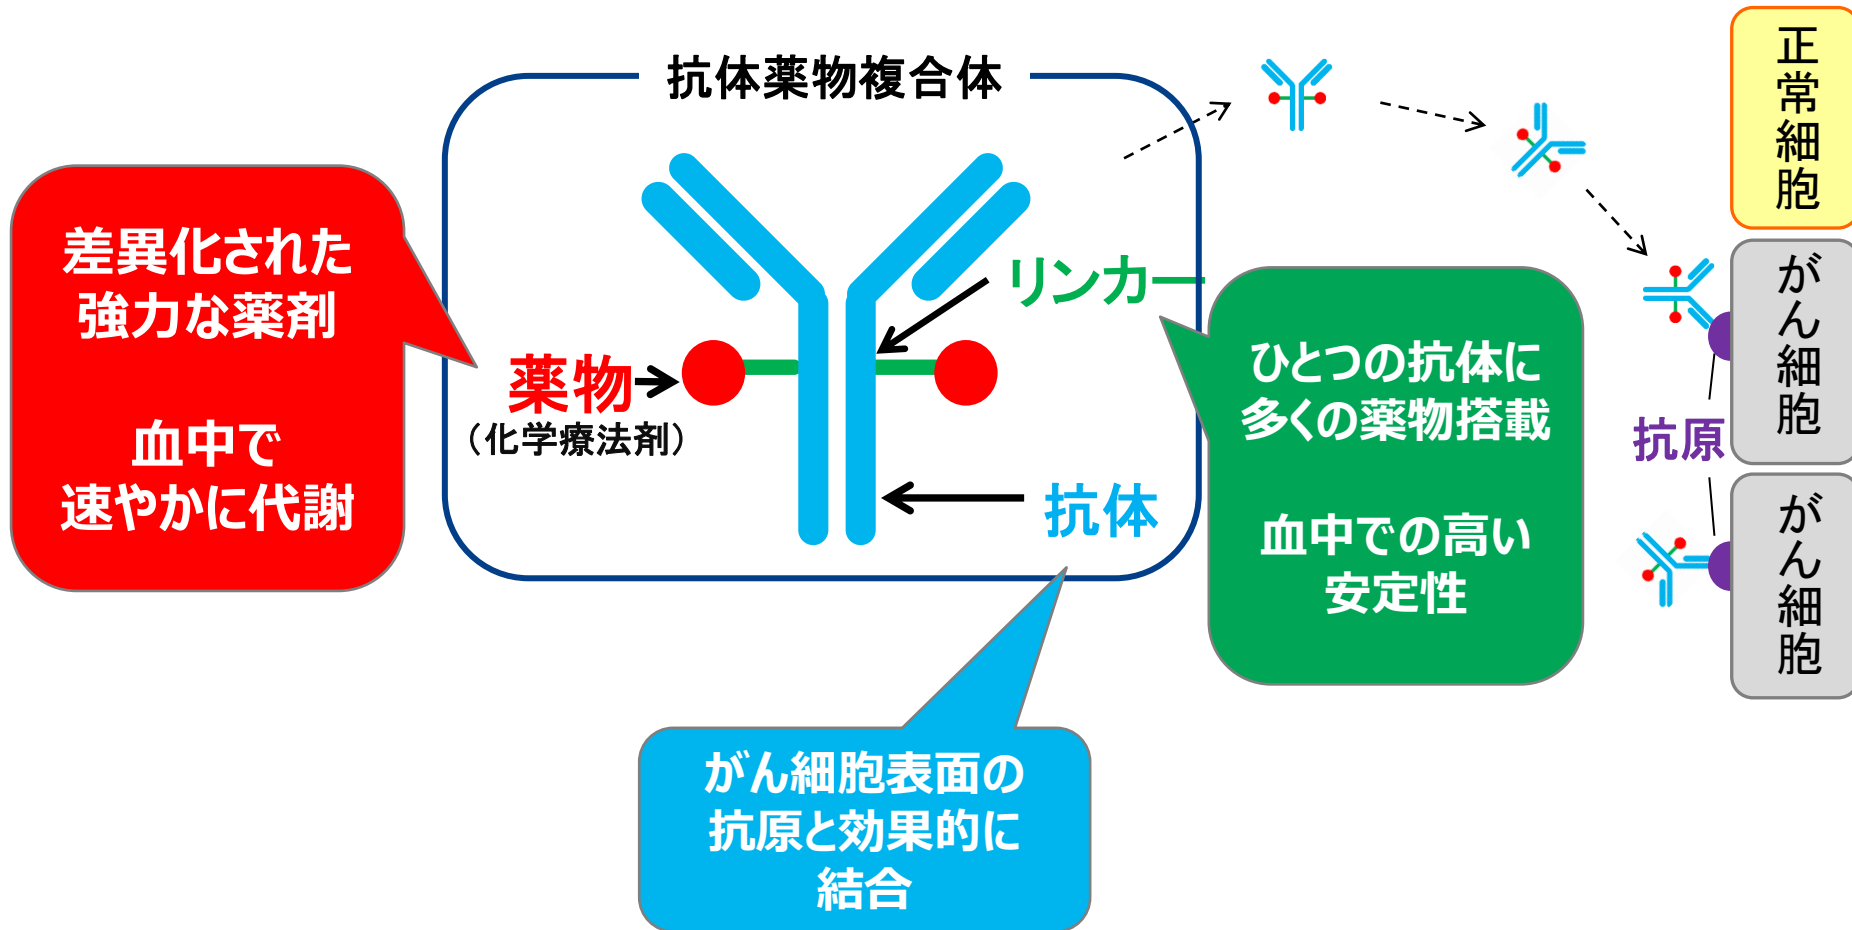 抗体薬物複合体
差異化された
強力な薬剤
血中で
速やかに代謝
薬物
（化学療法剤）
リンカー
抗体
ひとつの抗体に
多くの薬物搭載
血中での高い
安定性
がん細胞表面の
抗原と効果的に
結合
正常細胞
がん細胞
抗原
がん細胞